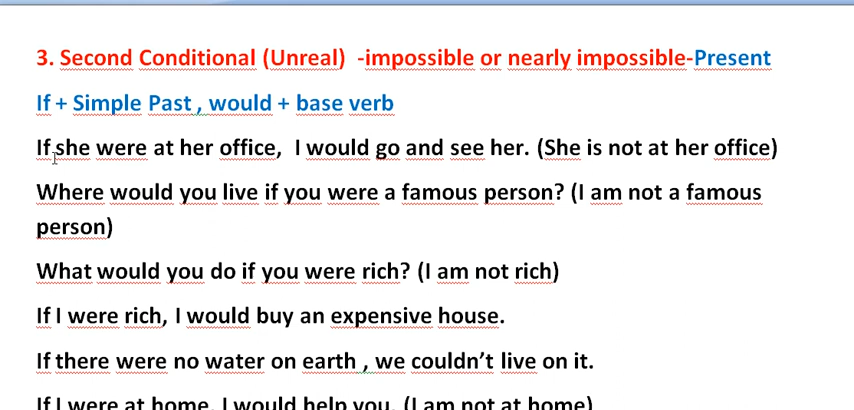 3. Second Conditional (Unreal)  -impossible or nearly impossible-Present
If + Simple Past , would + base verb
If she were at her office,  I would go and see her. (She is not at her office)
Where would you live if you were a famous person? (I am not a famous
person)
What would you do if you were rich? (I am not rich)
If I were rich, I would buy an expensive house.
If there were no water on earth , we couldn’t live on it.
If I were at home, I would help you. (I am not at home)